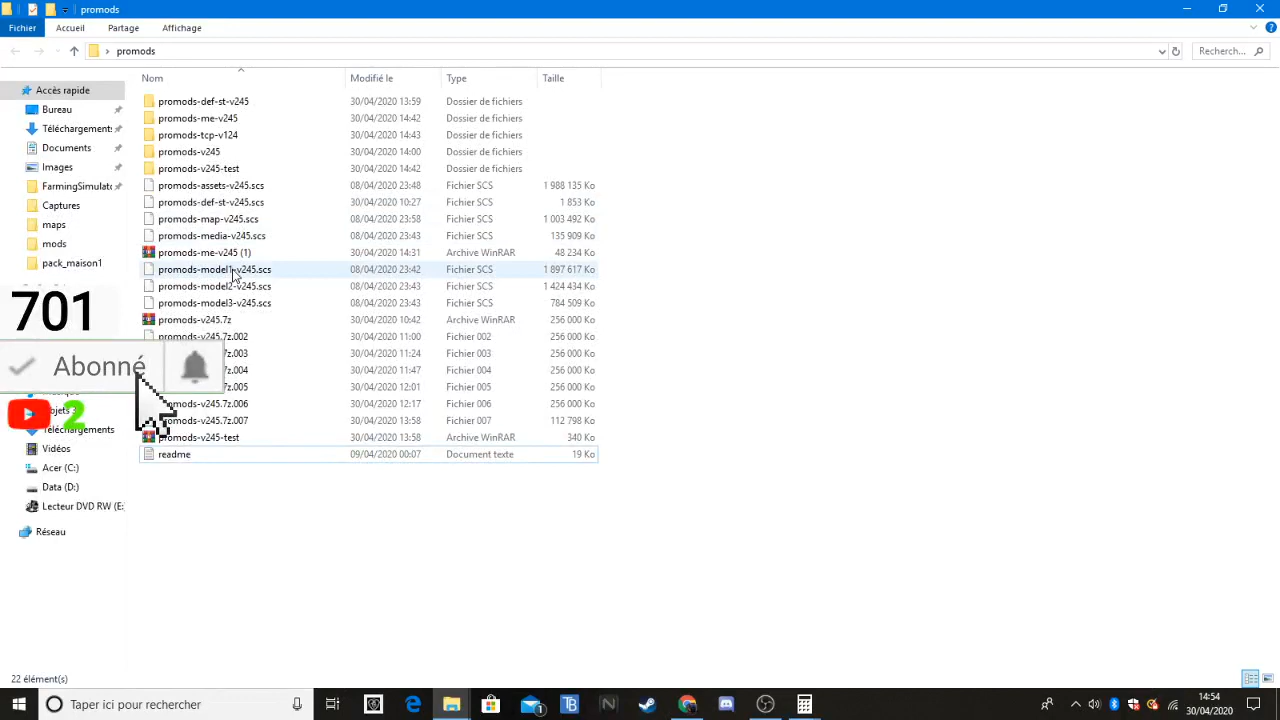 promods
Fichier Accueil Partage Affichage
promods Recherch...
Nom Modifié le Type Taille
Accès rapide
Bureau
Téléchargement:
Documents
Images
FarmingSimulat
Captures
maps
mods
pack_maison1
701
Abonné
2
Objets 3
Téléchargements
Vidéos
Acer (C:)
Data (D:)
Lecteur DVD RW (E:
Réseau
promods-def-st-v245 30/04/2020 13:59 Dossier de fichiers
promods-me-v245 30/04/2020 14:42 Dossier de fichiers
promods-tcp-v124 30/04/2020 14:43 Dossier de fichiers
promods-v245 30/04/2020 14:00 Dossier de fichiers
promods-v245-test 30/04/2020 14:42 Dossier de fichiers
promods-assets-v245.scs 08/04/2020 23:48 Fichier SCS 1 988 135 Ko
promods-def-st-v245.scs 30/04/2020 10:27 Fichier SCS 1 853 Ko
promods-map-v245.scs 08/04/2020 23:58 Fichier SCS 1 003 492 Ko
promods-media-v245.scs 08/04/2020 23:43 Fichier SCS 135 909 Ko
promods-me-v245 (1) 30/04/2020 14:31 Archive WinRAR 48 234 Ko
promods-model1-v245.scs 08/04/2020 23:42 Fichier SCS 1 897 617 Ko
promods-model2-v245.scs 08/04/2020 23:43 Fichier SCS 1 424 434 Ko
promods-model3-v245.scs 08/04/2020 23:43 Fichier SCS 784 509 Ko
promods-v245.7z 30/04/2020 10:42 Archive WinRAR 256 000 Ko
promods-v245.7z.002 30/04/2020 11:00 Fichier 002 256 000 Ko
7z.003 30/04/2020 11:24 Fichier 003 256 000 Ko
7z.004 30/04/2020 11:47 Fichier 004 256 000 Ko
7z.005 30/04/2020 12:01 Fichier 005 256 000 Ko
omods-v245.7z.006 30/04/2020 12:17 Fichier 006 256 000 Ko
omods-v245.7z.007 30/04/2020 13:58 Fichier 007 112 798 Ko
promods-v245-test 30/04/2020 13:58 Archive WinRAR 340 Ko
readme 09/04/2020 00:07 Document texte 19 Ko
22 élément(s)
Taper ici pour rechercher
14:54
30/04/2020